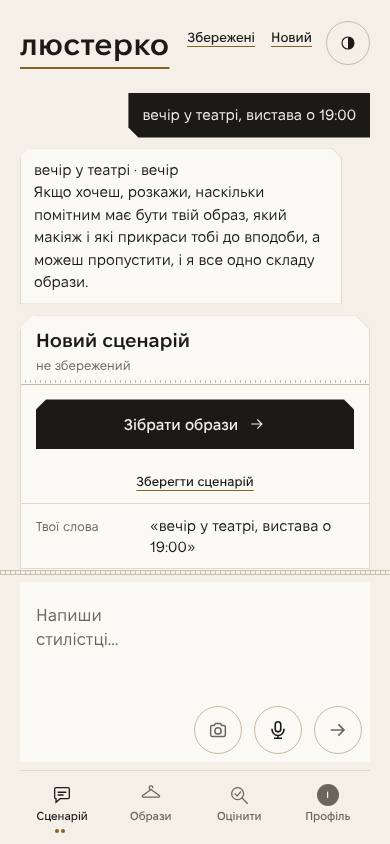 люстерко
Збережені
Новий
вечір у театрі, вистава о 19:00
вечір у театрі · вечір
Якщо хочеш, розкажи, наскільки
помітним має бути твій образ, який
макіяж і які прикраси тобі до вподоби, а
можеш пропустити, і я все одно складу
образи.
Новий сценарій
не збережений
Зібрати образи →
Зберегти сценарій
Твої слова
«вечір у театрі, вистава о
19:00»
Напиши
стилістці...
Сценарій
Образи
Оцінити
І
Профіль